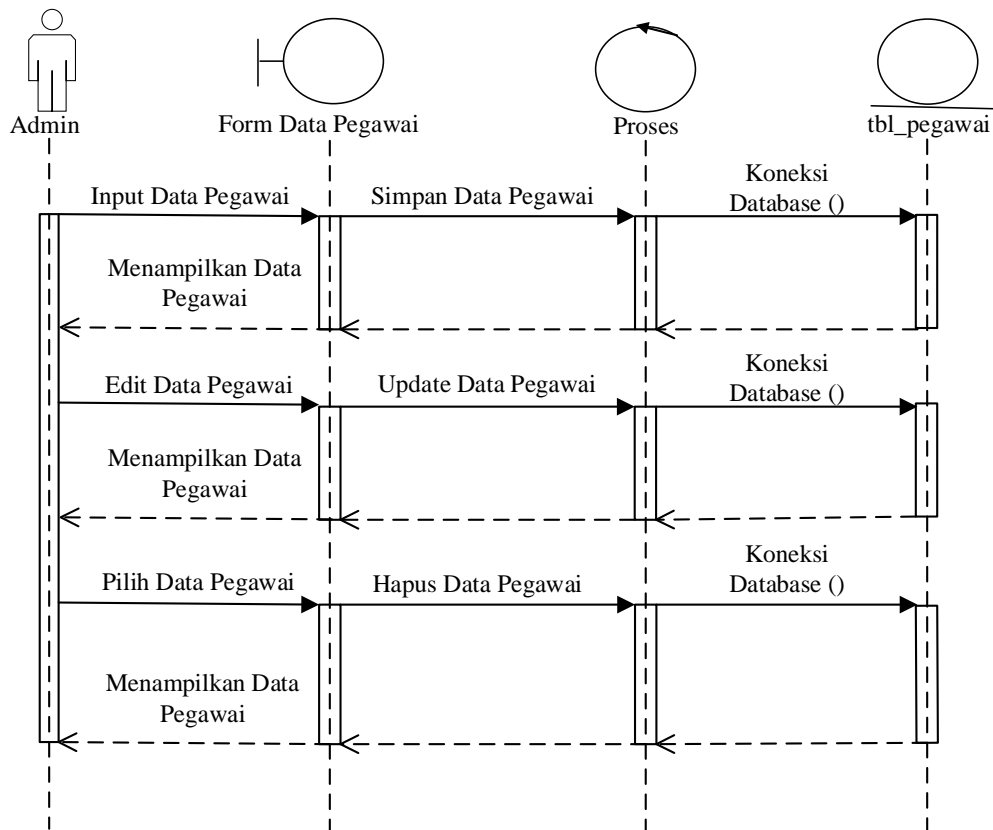 Admin
Form Data Pegawai
Proses
tbl_pegawai
Input Data Pegawai
Simpan Data Pegawai
Koneksi
Database ()
Menampilkan Data
Pegawai
Edit Data Pegawai
Update Data Pegawai
Koneksi
Database ()
Menampilkan Data
Pegawai
Pilih Data Pegawai
Hapus Data Pegawai
Koneksi
Database ()
Menampilkan Data
Pegawai